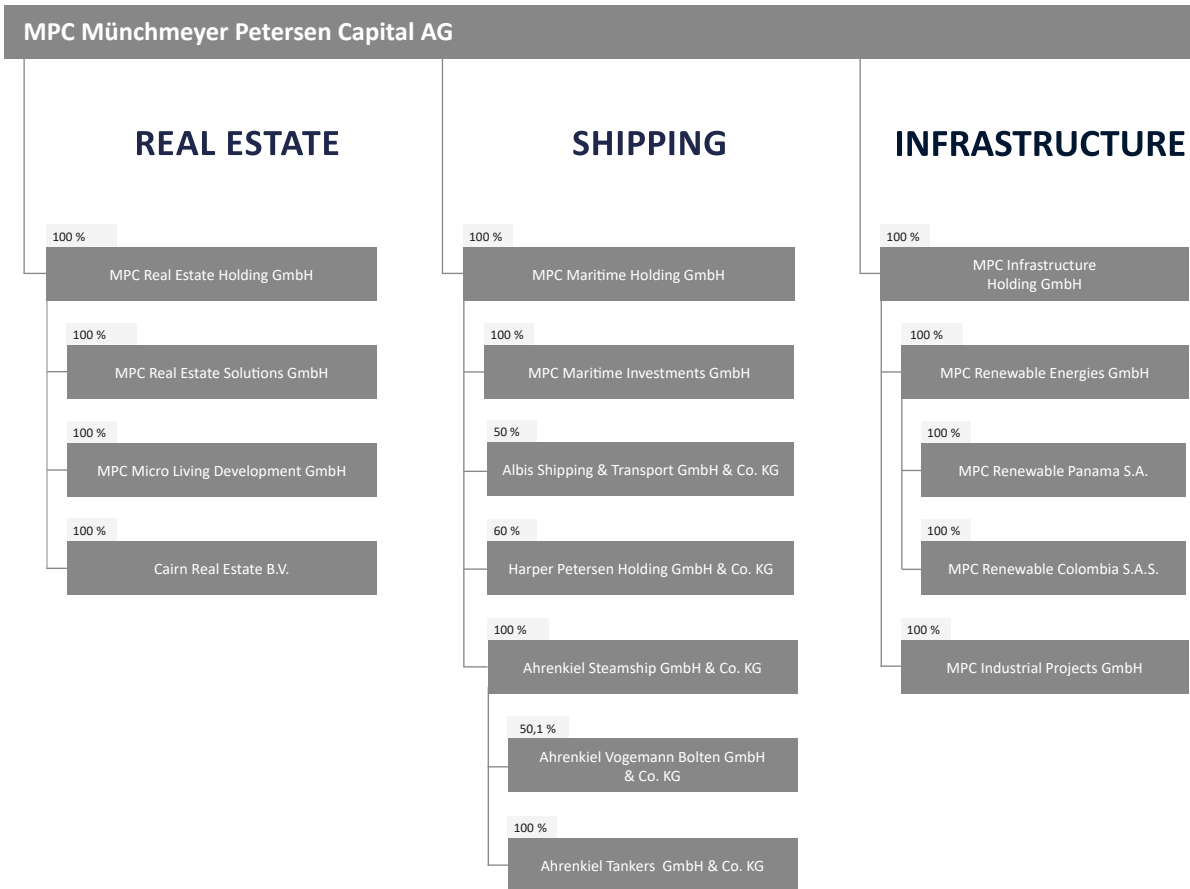 MPC Münchmeyer Petersen Capital AG
REAL ESTATE
100 %
MPC Real Estate Holding GmbH
100 %
MPC Real Estate Solutions GmbH
100 %
MPC Micro Living Development GmbH
100 %
Cairn Real Estate B.V.
SHIPPING
100 %
MPC Maritime Holding GmbH
100 %
MPC Maritime Investments GmbH
50 %
Albis Shipping & Transport GmbH & Co. KG
60 %
Harper Petersen Holding GmbH & Co. KG
100 %
Ahrenkiel Steamship GmbH & Co. KG
50,1 %
Ahrenkiel Vogemann Bolten GmbH
& Co. KG
100 %
Ahrenkiel Tankers GmbH & Co. KG
INFRASTRUCTURE
100 %
MPC Infrastructure
Holding GmbH
100 %
MPC Renewable Energies GmbH
100 %
MPC Renewable Panama S.A.
100 %
MPC Renewable Colombia S.A.S.
100 %
MPC Industrial Projects GmbH